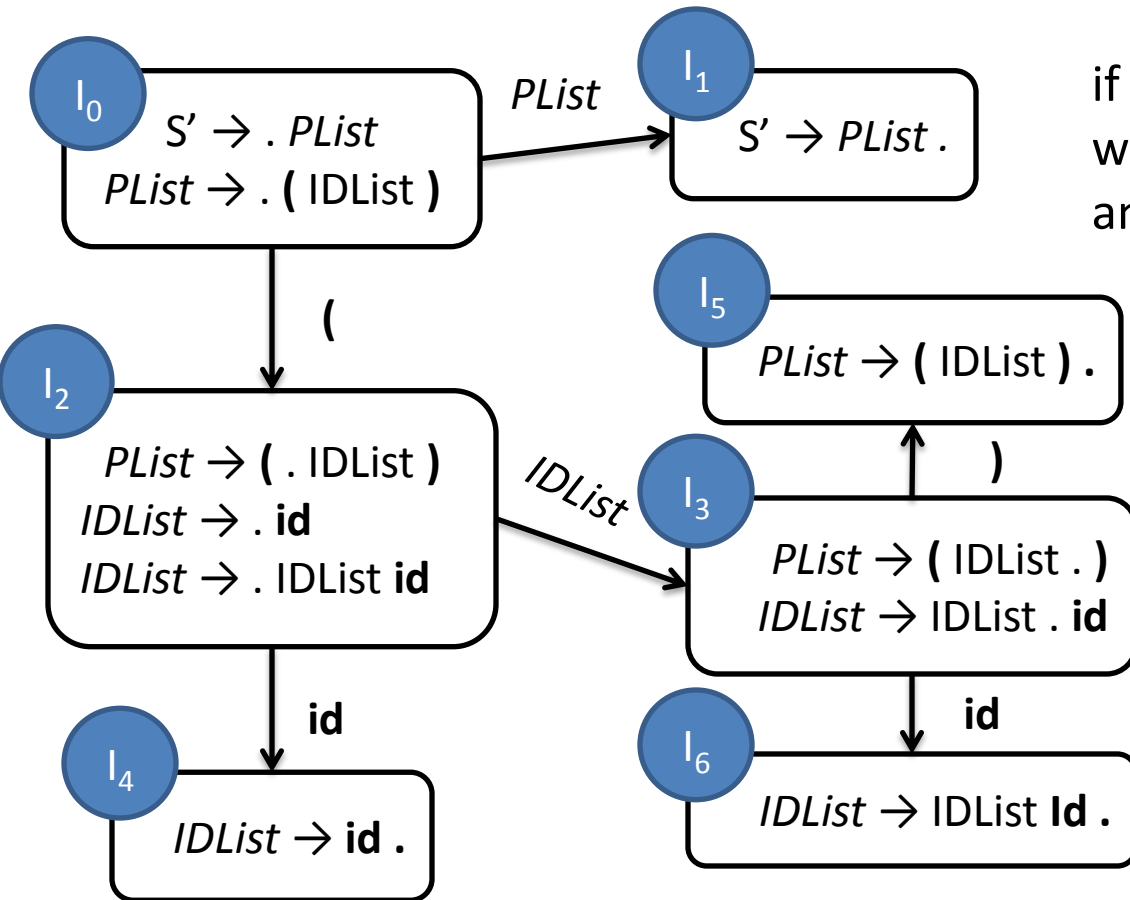 I₀
S’ → . PList
PList → . ( IDList )
PList
I₁
S’ → PList .
if
(
I₅
PList → ( IDList ) .
I₂
PList → ( . IDList )
IDList → . id
IDList → . IDList id
IDList
)
I₃
PList → ( IDList . )
IDList → IDList . id
id
id
I₄
IDList → id .
I₆
IDList → IDList Id .